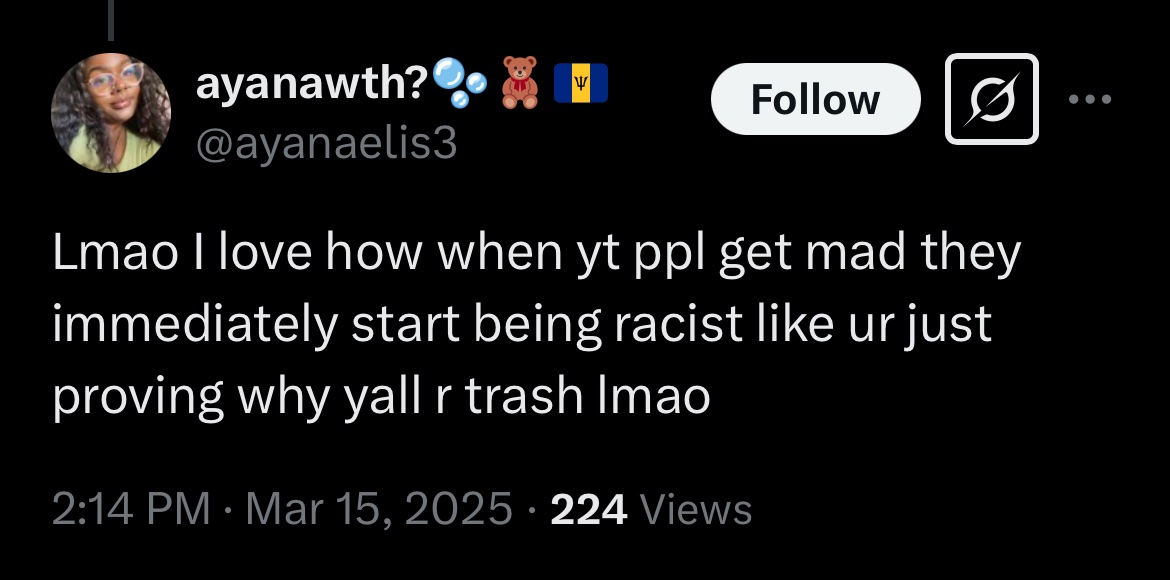 ayanawth?🫧🧸🇧🇧
@ayanaelis3
Follow
Lmao I love how when yt ppl get mad they
immediately start being racist like ur just
proving why yall r trash lmao
2:14 PM · Mar 15, 2025 · 224 Views